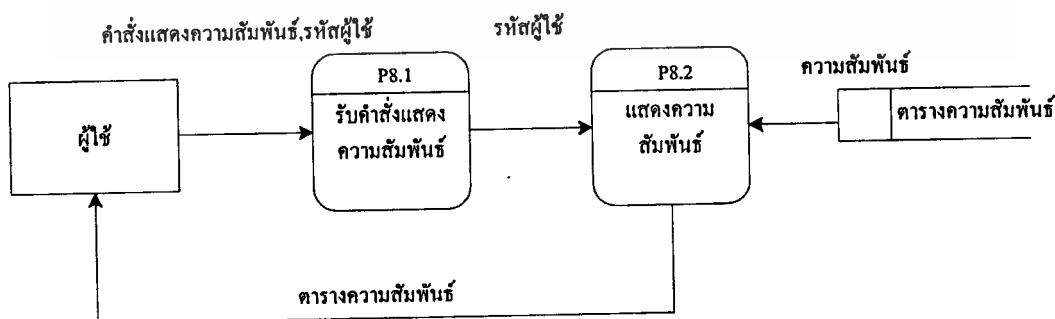 คำสั่งแสดงความสัมพันธ์,รหัสผู้ใช้
รหัสผู้ใช้
ผู้ใช้
P8.1
รับคำสั่งแสดง
ความสัมพันธ์
P8.2
แสดงความ
สัมพันธ์
ความสัมพันธ์
ตารางความสัมพันธ์
ตารางความสัมพันธ์